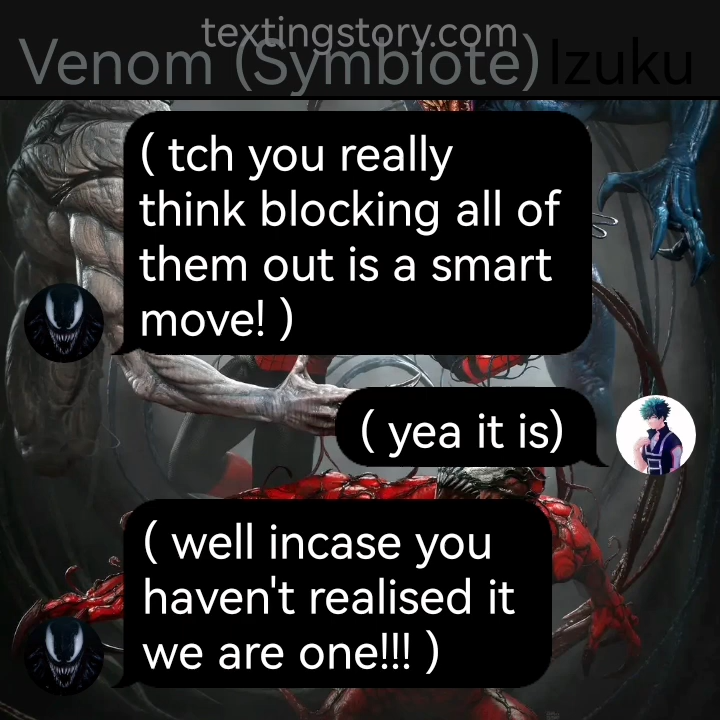 textingstory.com
Venom (Symbiote) Izuku
( tch you really
think blocking all of
them out is a smart
move! )
( yea it is)
( well incase you
haven't realised it
we are one!!! )